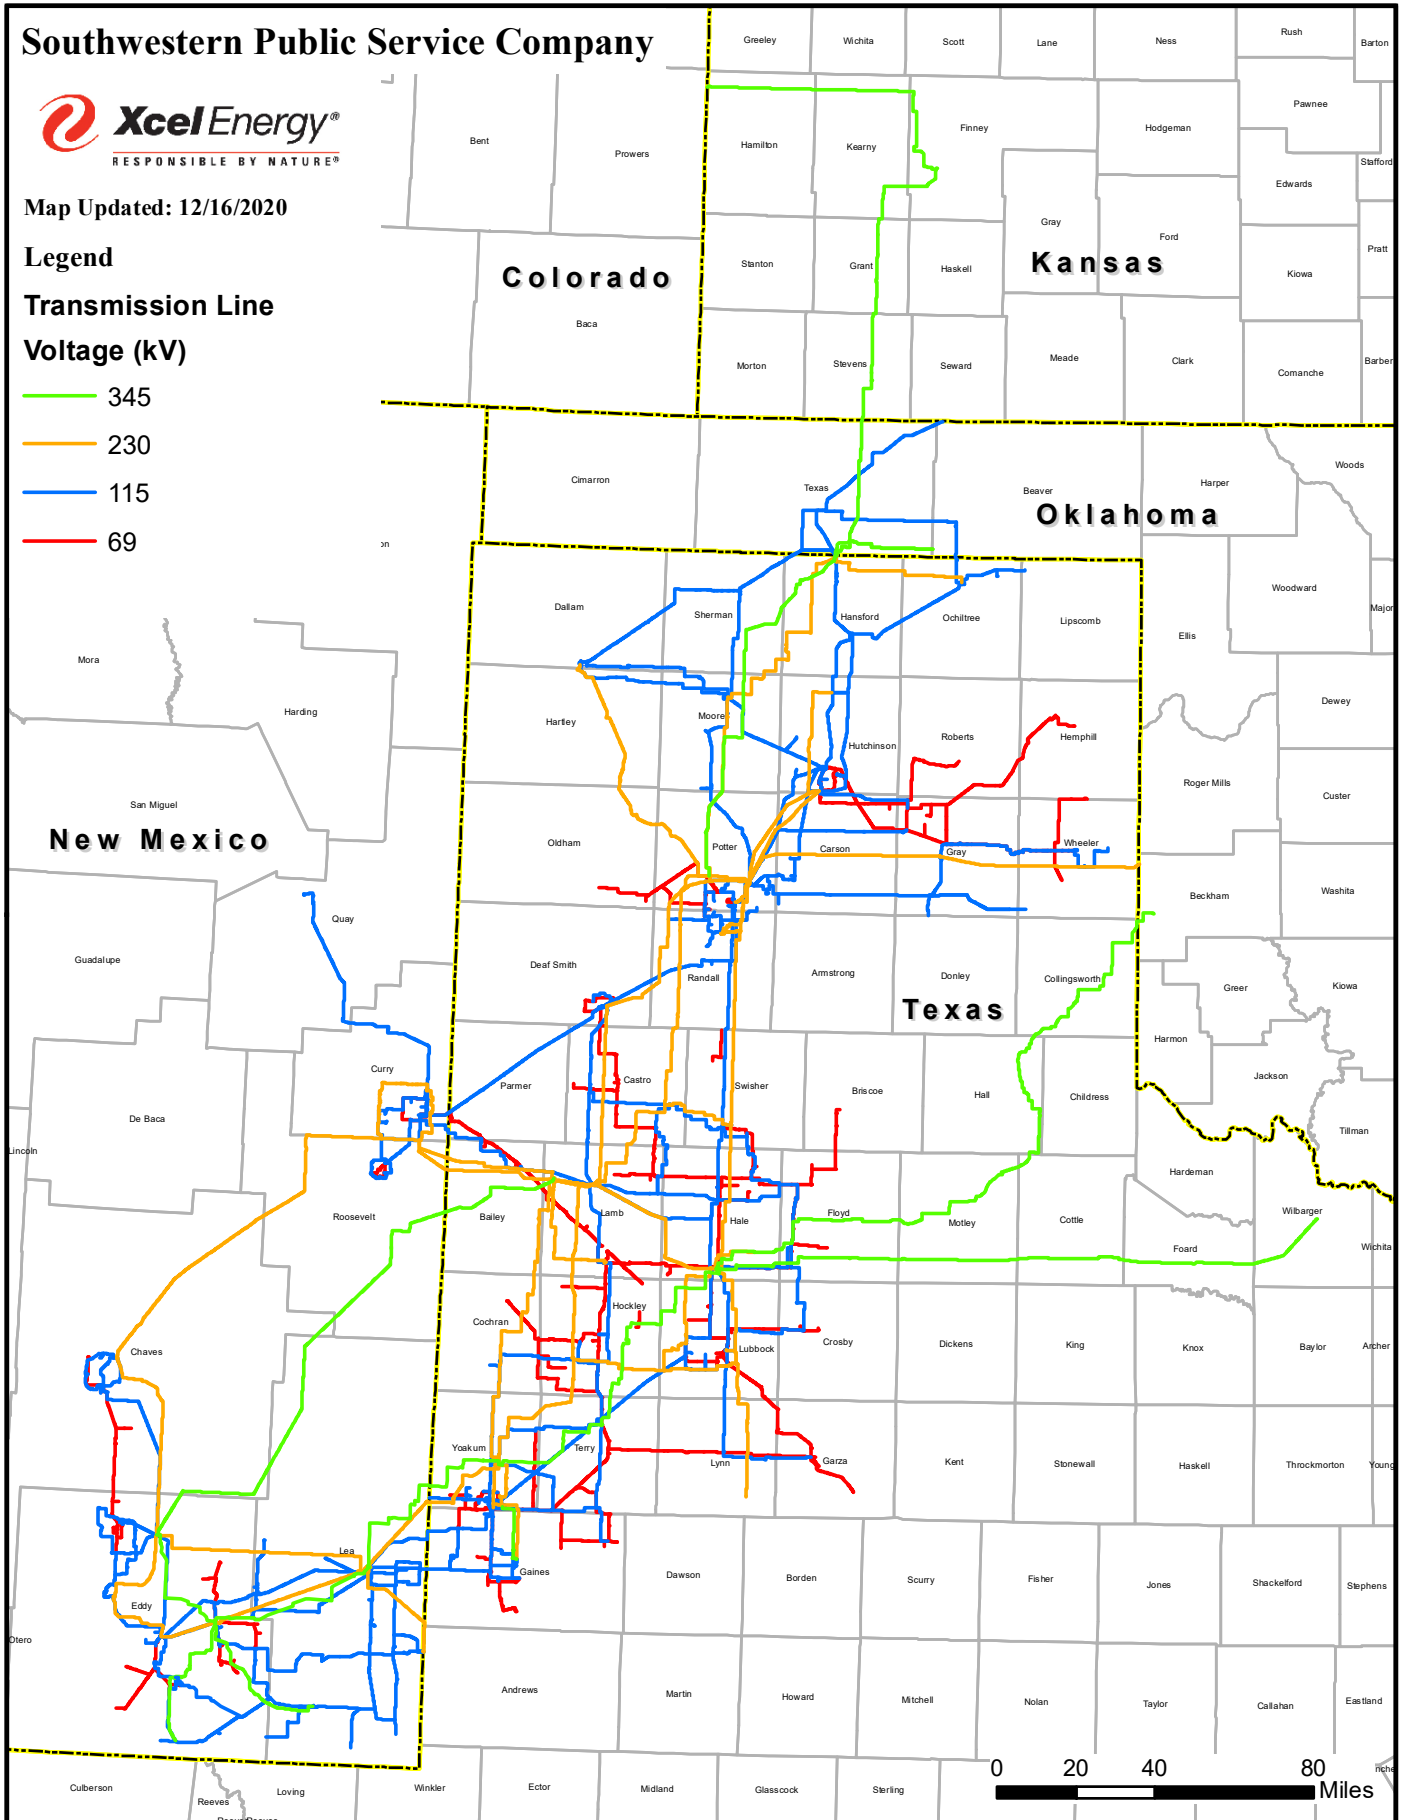 Southwestern Public Service Company
Xcel Energy®
RESPONSIBLE BY NATURE®
Map Updated: 12/16/2020
Legend
Transmission Line
Voltage (kV)
345
230
115
69
Greeley
Wichita
Scott
Lane
Ness
Rush
Barton
Bent
Prowers
Hamilton
Kearny
Finney
Hodgeman
Pawnee
Stafford
Edwards
Gray
Ford
Pratt
Stanton
Grant
Haskell
Kansas
Kiowa
Colorado
Baca
Morton
Stevens
Seward
Meade
Clark
Comanche
Barber
Cimarron
Texas
Beaver
Harper
Woods
Oklahoma
on
Dallam
Sherman
Hansford
Ochiltree
Lipscomb
Ellis
Woodward
Major
Mora
Harding
Hartley
Moore
Hutchinson
Roberts
Hemphill
Dewey
Roger Mills
Custer
San Miguel
New Mexico
Oldham
Potter
Carson
Gray
Wheeler
Beckham
Washita
Quay
Guadalupe
Deaf Smith
Randall
Armstrong
Donley
Collingsworth
Greer
Kiowa
Texas
Harmon
Jackson
Curry
Parmer
Castro
Swisher
Briscoe
Hall
Childress
Tillman
De Baca
Lincoln
Hardeman
Roosevelt
Bailey
Lamb
Hale
Floyd
Motley
Cottle
Foard
Wilbarger
Wichita
Cochran
Hockley
Lubbock
Crosby
Dickens
King
Knox
Baylor
Archer
Chaves
Yoakum
Terry
Lynn
Garza
Kent
Stonewall
Haskell
Throckmorton
Young
Lea
Gaines
Dawson
Borden
Scurry
Fisher
Jones
Shackelford
Stephens
Eddy
Otero
Andrews
Martin
Howard
Mitchell
Nolan
Taylor
Callahan
Eastland
Culberson
Reeves
Loving
Winkler
Ector
Midland
Glasscock
Sterling
0 20 40 80
Miles